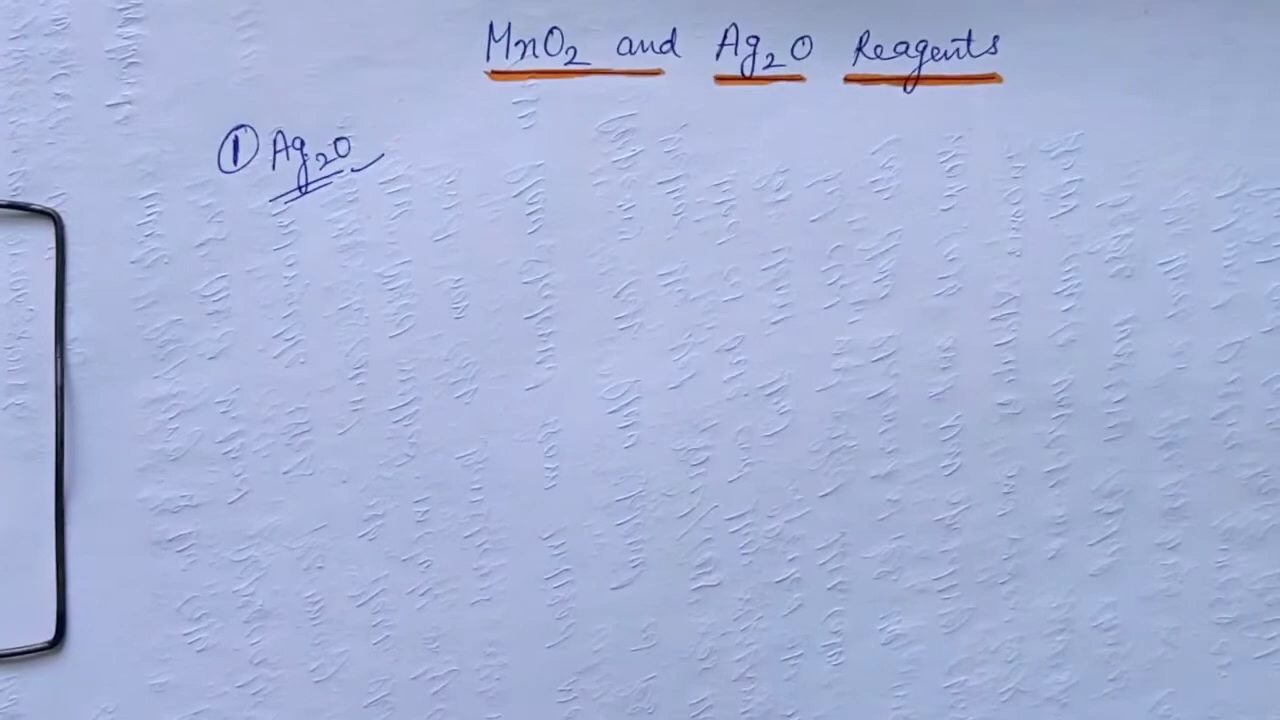 MnO₂ and Ag₂O Reagents
① Ag₂O